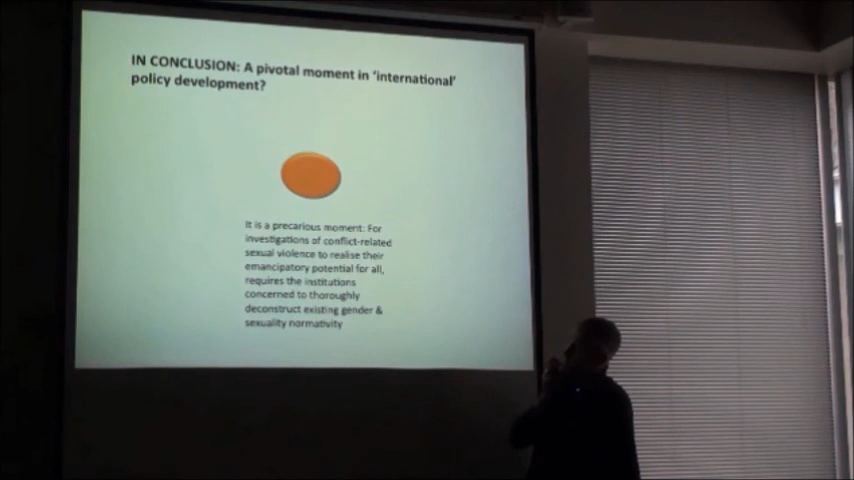 IN CONCLUSION: A pivotal moment in 'international'
policy development?
It is a precarious moment: For
investigations of conflict-related
sexual violence to realise their
emancipatory potential for all,
requires the institutions
concerned to thoroughly
deconstruct existing gender &
sexuality normativity